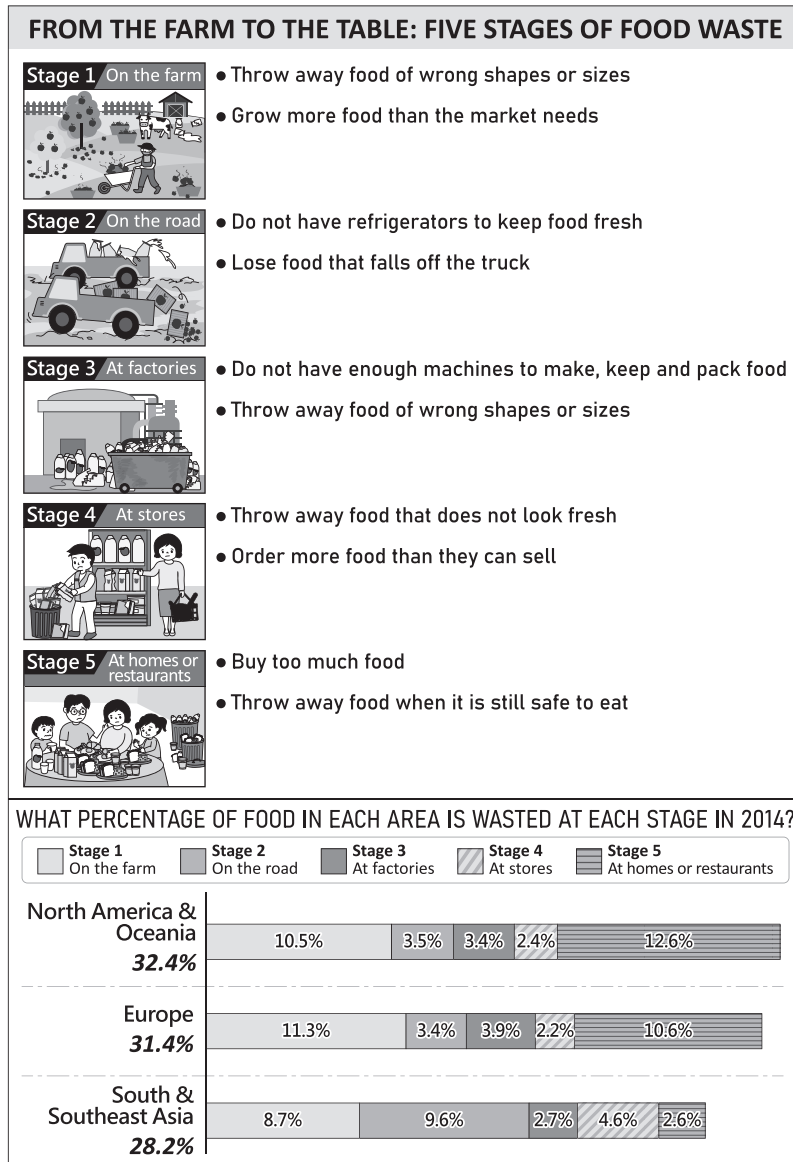 FROM THE FARM TO THE TABLE: FIVE STAGES OF FOOD WASTE
Stage 1 On the farm
• Throw away food of wrong shapes or sizes
• Grow more food than the market needs
Stage 2 On the road
• Do not have refrigerators to keep food fresh
• Lose food that falls off the truck
Stage 3 At factories
• Do not have enough machines to make, keep and pack food
• Throw away food of wrong shapes or sizes
Stage 4 At stores
• Throw away food that does not look fresh
• Order more food than they can sell
Stage 5 At homes or
restaurants
• Buy too much food
• Throw away food when it is still safe to eat
WHAT PERCENTAGE OF FOOD IN EACH AREA IS WASTED AT EACH STAGE IN 2014?
Stage 1
On the farm
Stage 2
On the road
Stage 3
At factories
Stage 4
At stores
Stage 5
At homes or restaurants
North America &
Oceania
32.4%
10.5% 3.5% 3.4% 2.4% 12.6%
Europe
31.4%
11.3% 3.4% 3.9% 2.2% 10.6%
South &
Southeast Asia
28.2%
8.7% 9.6% 2.7% 4.6% 2.6%